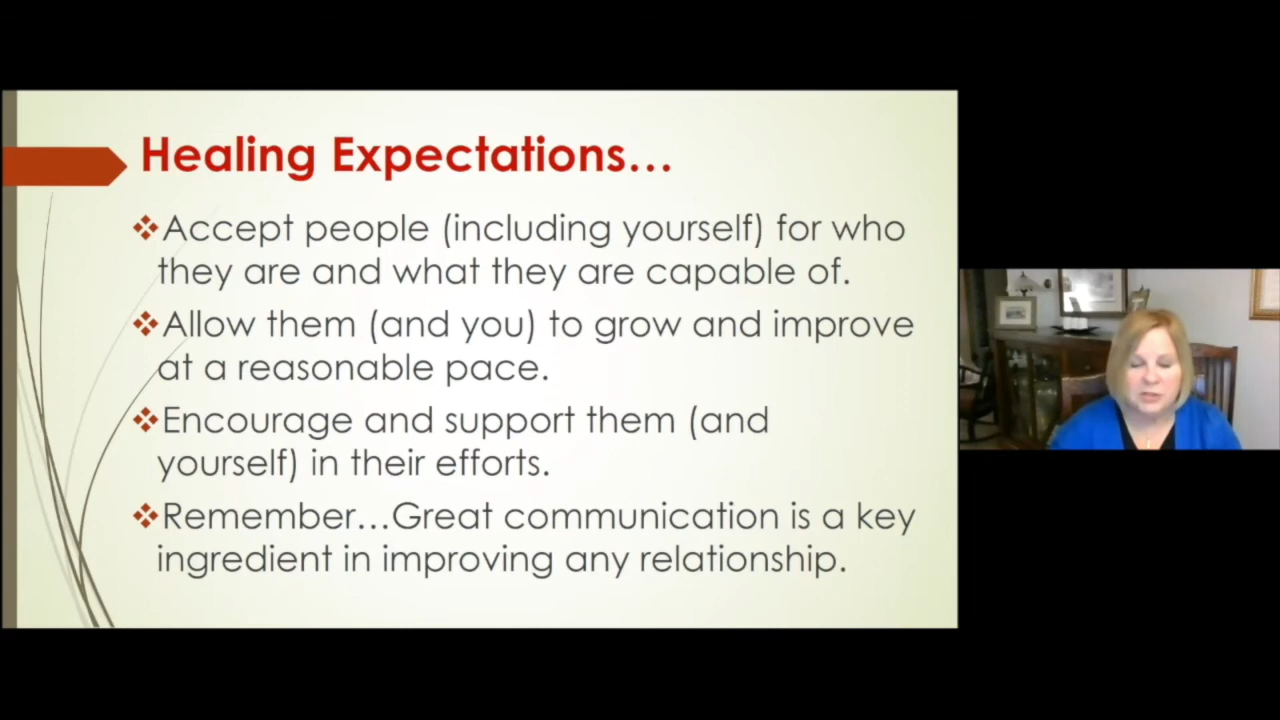 Healing Expectations…
❖Accept people (including yourself) for who
they are and what they are capable of.
❖Allow them (and you) to grow and improve
at a reasonable pace.
❖Encourage and support them (and
yourself) in their efforts.
❖Remember…Great communication is a key
ingredient in improving any relationship.